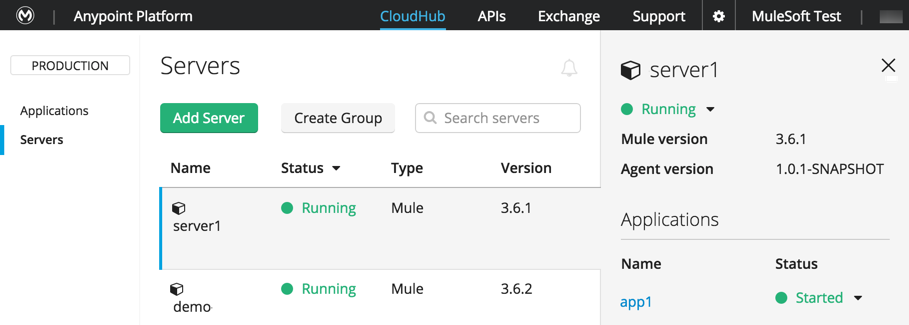 Anypoint Platform CloudHub APIs Exchange Support MuleSoft Test
PRODUCTION
Applications
Servers
Servers
Add Server Create Group Search servers
Name Status Type Version
server1 Running Mule 3.6.1
demo Running Mule 3.6.2
server1
Running
Mule version 3.6.1
Agent version 1.0.1-SNAPSHOT
Applications
Name Status
app1 Started